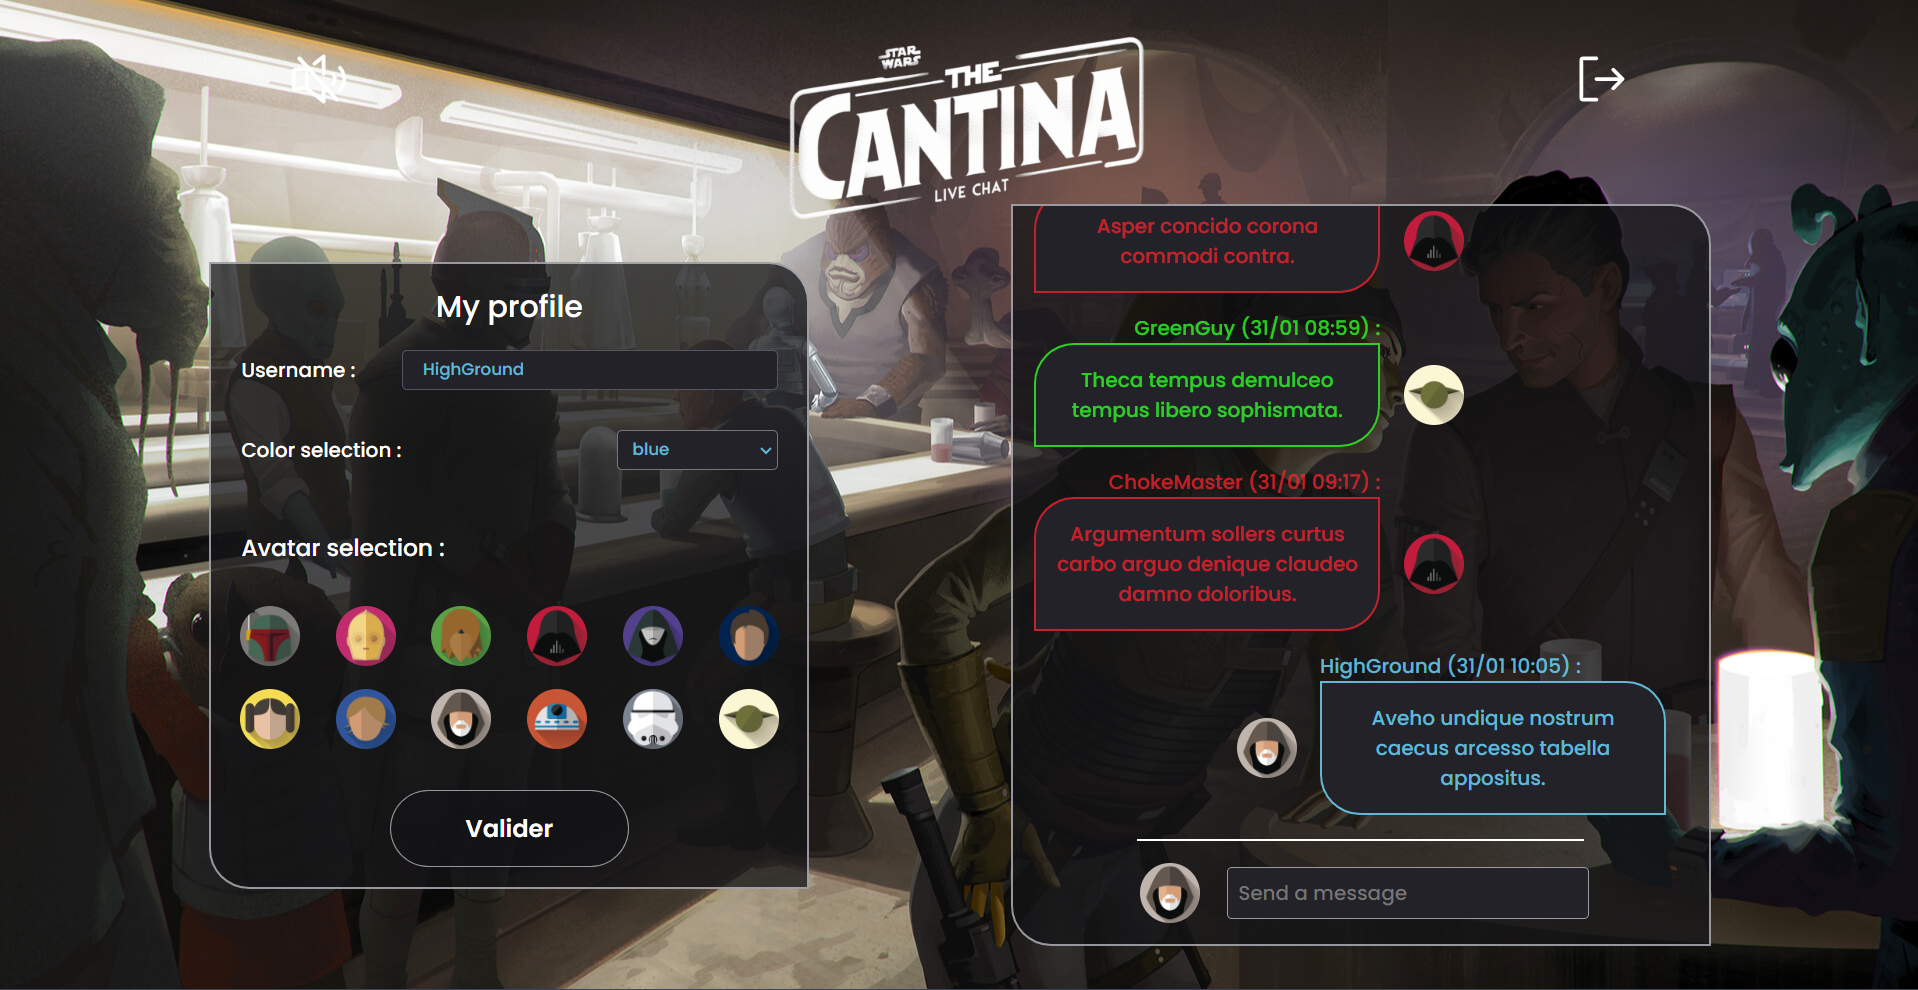 STAR
WARS
THE
CANTINA
LIVE CHAT
My profile
Username :
HighGround
Color selection :
blue
Avatar selection :
Valider
Asper concido corona
commodi contra.
GreenGuy (31/01 08:59) :
Theca tempus demulceo
tempus libero sophismata.
ChokeMaster (31/01 09:17) :
Argumentum sollers curtus
carbo arguo denique claudeo
damno doloribus.
HighGround (31/01 10:05) :
Aveho undique nostrum
caecus arcesso tabella
appositus.
Send a message